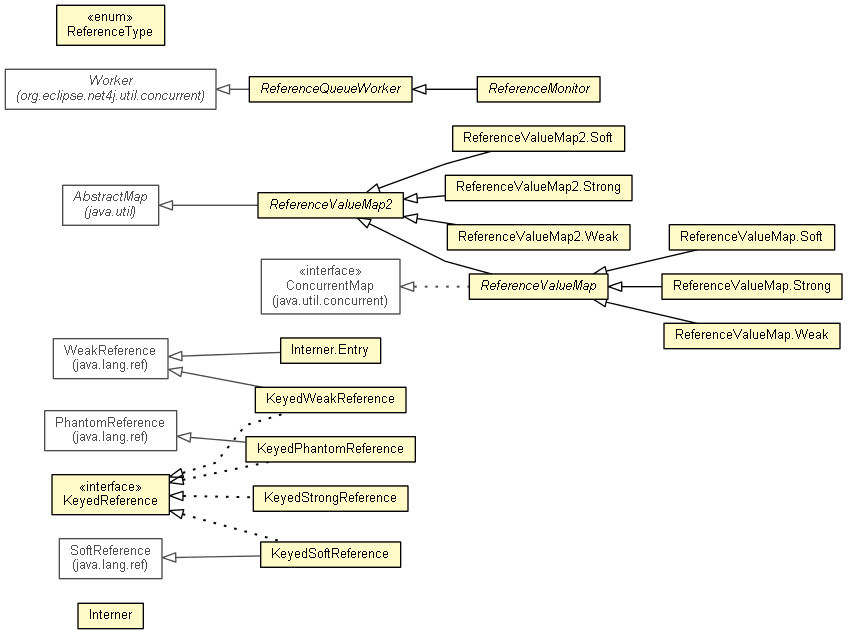 «enum»
ReferenceType
Worker
(org.eclipse.net4j.util.concurrent)
ReferenceQueueWorker
ReferenceMonitor
ReferenceValueMap2.Soft
ReferenceValueMap2.Strong
AbstractMap
(java.util)
ReferenceValueMap2
ReferenceValueMap2.Weak
ReferenceValueMap.Soft
«interface»
ConcurrentMap
(java.util.concurrent)
ReferenceValueMap
ReferenceValueMap.Strong
ReferenceValueMap.Weak
WeakReference
(java.lang.ref)
Interner.Entry
KeyedWeakReference
PhantomReference
(java.lang.ref)
KeyedPhantomReference
«interface»
KeyedReference
KeyedStrongReference
SoftReference
(java.lang.ref)
KeyedSoftReference
Interner